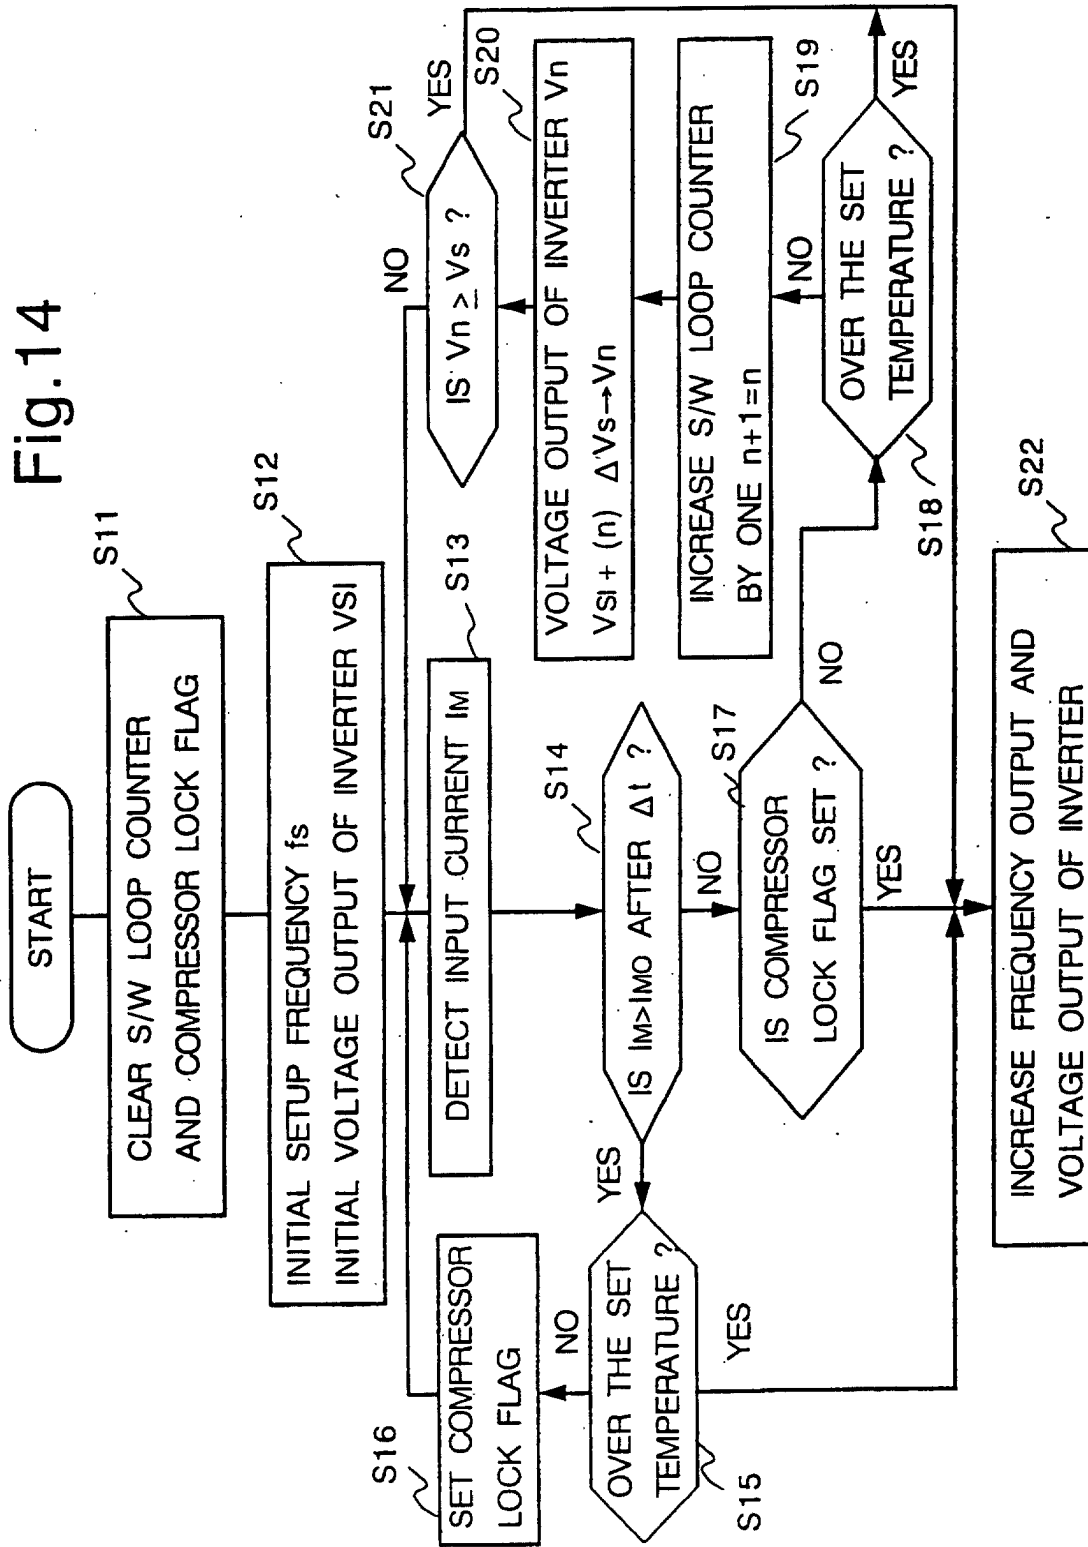 Fig.14
START
S11
CLEAR S/W LOOP COUNTER
AND COMPRESSOR LOCK FLAG
S12
INITIAL SETUP FREQUENCY fs
INITIAL VOLTAGE OUTPUT OF INVERTER VSI
S13
DETECT INPUT CURRENT IM
S14
IS IM>IMO AFTER Δt ?
YES
NO
OVER THE SET
TEMPERATURE ?
S15
NO
YES
S16
SET COMPRESSOR
LOCK FLAG
S17
IS COMPRESSOR
LOCK FLAG SET ?
NO
YES
S18
OVER THE SET
TEMPERATURE ?
NO
YES
S19
INCREASE S/W LOOP COUNTER
BY ONE n+1=n
S20
VOLTAGE OUTPUT OF INVERTER Vn
VSI + (n) ΔVs→Vn
S21
IS Vn ≥ Vs ?
NO
YES
S22
INCREASE FREQUENCY OUTPUT AND
VOLTAGE OUTPUT OF INVERTER